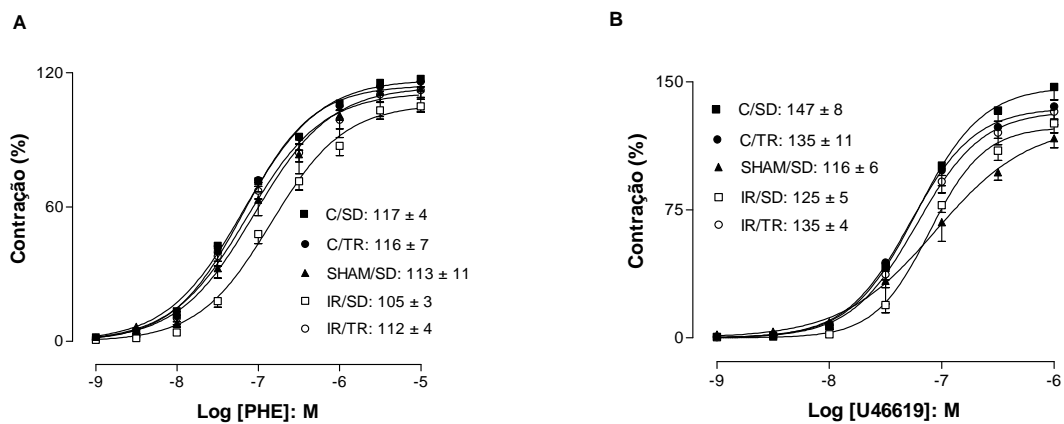 A
Contração (%)
120
60
0
-9 -8 -7 -6 -5
Log [PHE]: M
C/SD: 117 ± 4
C/TR: 116 ± 7
SHAM/SD: 113 ± 11
IR/SD: 105 ± 3
IR/TR: 112 ± 4
B
Contração (%)
150
75
0
-9 -8 -7 -6
Log [U46619]: M
C/SD: 147 ± 8
C/TR: 135 ± 11
SHAM/SD: 116 ± 6
IR/SD: 125 ± 5
IR/TR: 135 ± 4